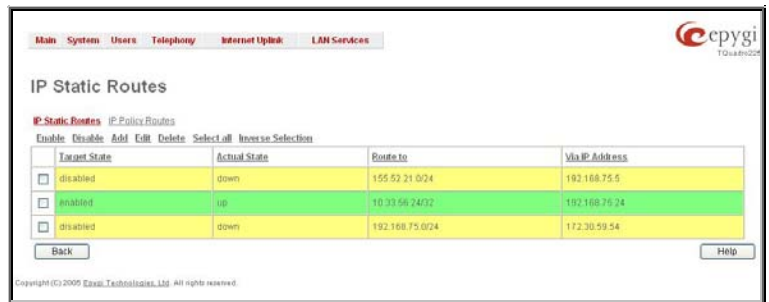 Main System Users Telephony Internet Uplink LAN Services
epygi
TQuadro225
IP Static Routes
IP Static Routes IP Policy Routes
Enable Disable Add Edit Delete Select all Inverse Selection
Target State Actual State Route to Via IP Address
disabled down 155.52.21.0/24 192.168.75.5
enabled up 10.33.56.24/32 192.168.75.24
disabled down 192.168.75.0/24 172.30.59.54
Back Help
Copyright (C) 2005 Epygi Technologies, Ltd. All rights reserved.